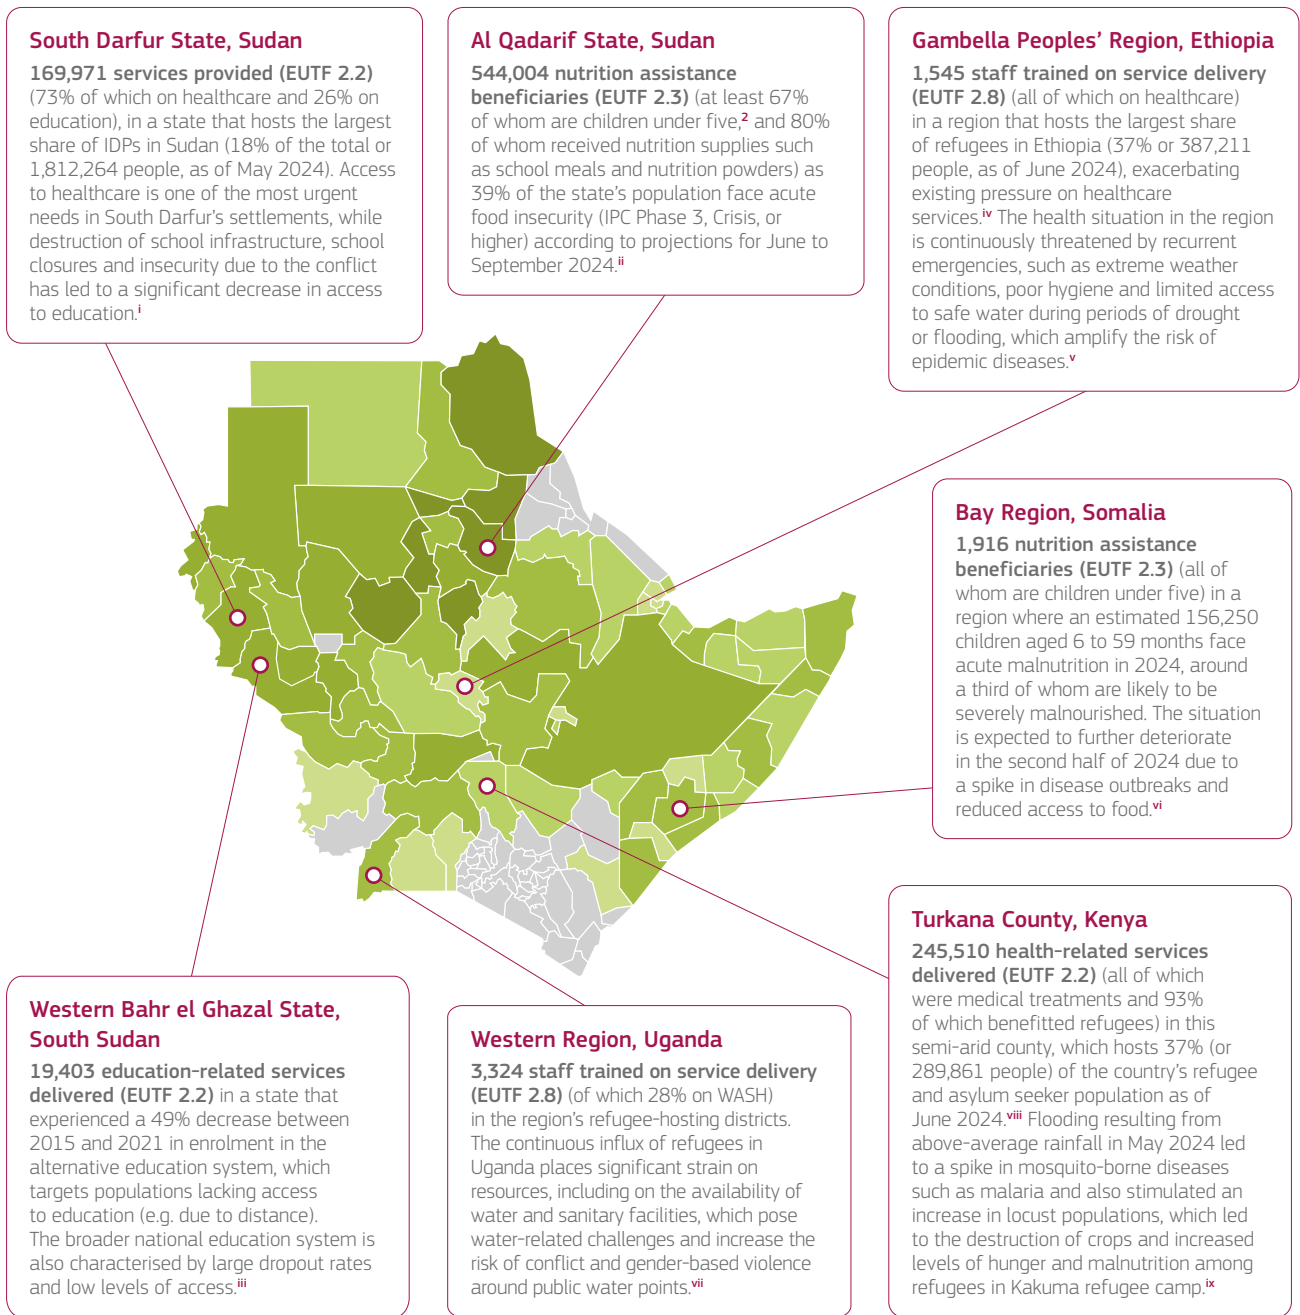 South Darfur State, Sudan
169,971 services provided (EUTF 2.2)
(73% of which on healthcare and 26% on
education), in a state that hosts the largest
share of IDPs in Sudan (18% of the total or
1,812,264 people, as of May 2024). Access
to healthcare is one of the most urgent
needs in South Darfur's settlements, while
destruction of school infrastructure, school
closures and insecurity due to the conflict
has led to a significant decrease in access
to education.i
Al Qadarif State, Sudan
544,004 nutrition assistance
beneficiaries (EUTF 2.3) (at least 67%
of whom are children under five,2 and 80%
of whom received nutrition supplies such
as school meals and nutrition powders) as
39% of the state's population face acute
food insecurity (IPC Phase 3, Crisis, or
higher) according to projections for June to
September 2024.ii
Gambella Peoples' Region, Ethiopia
1,545 staff trained on service delivery
(EUTF 2.8) (all of which on healthcare)
in a region that hosts the largest share
of refugees in Ethiopia (37% or 387,211
people, as of June 2024), exacerbating
existing pressure on healthcare
services.iv The health situation in the region
is continuously threatened by recurrent
emergencies, such as extreme weather
conditions, poor hygiene and limited access
to safe water during periods of drought
or flooding, which amplify the risk of
epidemic diseases.v
Bay Region, Somalia
1,916 nutrition assistance
beneficiaries (EUTF 2.3) (all of
whom are children under five) in a
region where an estimated 156,250
children aged 6 to 59 months face
acute malnutrition in 2024, around
a third of whom are likely to be
severely malnourished. The situation
is expected to further deteriorate
in the second half of 2024 due to
a spike in disease outbreaks and
reduced access to food.vi
Western Bahr el Ghazal State,
South Sudan
19,403 education-related services
delivered (EUTF 2.2) in a state that
experienced a 49% decrease between
2015 and 2021 in enrolment in the
alternative education system, which
targets populations lacking access
to education (e.g. due to distance).
The broader national education system is
also characterised by large dropout rates
and low levels of access.iii
Western Region, Uganda
3,324 staff trained on service delivery
(EUTF 2.8) (of which 28% on WASH)
in the region's refugee-hosting districts.
The continuous influx of refugees in
Uganda places significant strain on
resources, including on the availability of
water and sanitary facilities, which pose
water-related challenges and increase the
risk of conflict and gender-based violence
around public water points.vii
Turkana County, Kenya
245,510 health-related services
delivered (EUTF 2.2) (all of which
were medical treatments and 93%
of which benefitted refugees) in this
semi-arid county, which hosts 37% (or
289,861 people) of the country's refugee
and asylum seeker population as of
June 2024.viii Flooding resulting from
above-average rainfall in May 2024 led
to a spike in mosquito-borne diseases
such as malaria and also stimulated an
increase in locust populations, which led
to the destruction of crops and increased
levels of hunger and malnutrition among
refugees in Kakuma refugee camp.ix